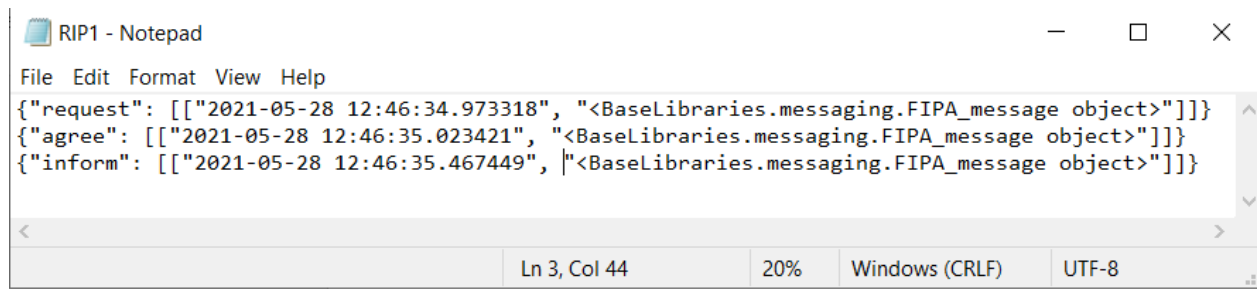 RIP1 - Notepad
File Edit Format View Help
{"request": [["2021-05-28 12:46:34.973318", "<BaseLibraries.messaging.FIPA_message object>"]]}
{"agree": [["2021-05-28 12:46:35.023421", "<BaseLibraries.messaging.FIPA_message object>"]]}
{"inform": [["2021-05-28 12:46:35.467449", "<BaseLibraries.messaging.FIPA_message object>"]]}
Ln 3, Col 44 20% Windows (CRLF) UTF-8